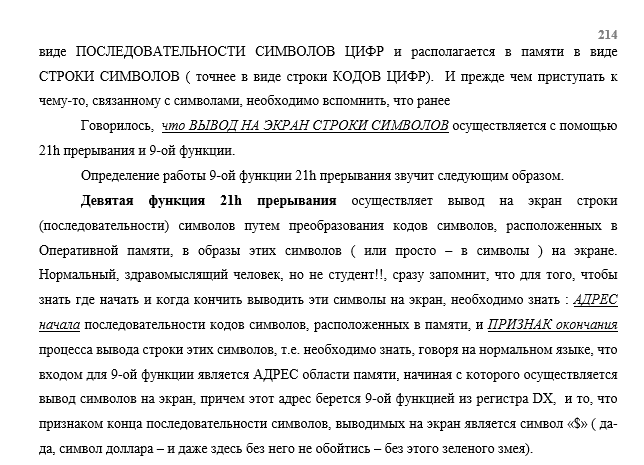 214
виде ПОСЛЕДОВАТЕЛЬНОСТИ СИМВОЛОВ ЦИФР и располагается в памяти в виде
СТРОКИ СИМВОЛОВ ( точнее в виде строки КОДОВ ЦИФР). И прежде чем приступать к
чему-то, связанному с символами, необходимо вспомнить, что ранее
Говорилось, что ВЫВОД НА ЭКРАН СТРОКИ СИМВОЛОВ осуществляется с помощью
21h прерывания и 9-ой функции.
Определение работы 9-ой функции 21h прерывания звучит следующим образом.
Девятая функция 21h прерывания осуществляет вывод на экран строки
(последовательности) символов путем преобразования кодов символов, расположенных в
Оперативной памяти, в образы этих символов ( или просто – в символы ) на экране.
Нормальный, здравомыслящий человек, но не студент!!, сразу запомнит, что для того, чтобы
знать где начать и когда кончить выводить эти символы на экран, необходимо знать : АДРЕС
начала последовательности кодов символов, расположенных в памяти, и ПРИЗНАК окончания
процесса вывода строки этих символов, т.е. необходимо знать, говоря на нормальном языке, что
входом для 9-ой функции является АДРЕС области памяти, начиная с которого осуществляется
вывод символов на экран, причем этот адрес берется 9-ой функцией из регистра DX, и то, что
признаком конца последовательности символов, выводимых на экран является символ «$» ( да-
да, символ доллара – и даже здесь без него не обойтись – без этого зеленого змея).